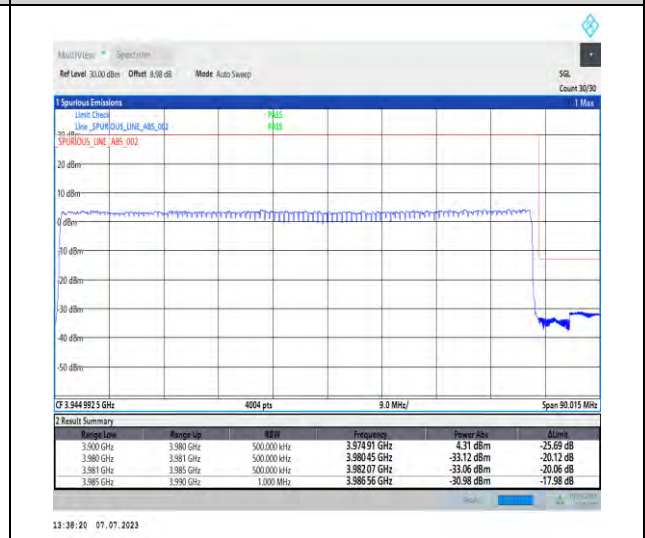 MultiView Spectrum
Ref Level 30.00 dBm Offset 8.98 dB Mode Auto Sweep SGL
Count 30/30
1 Spurious Emissions 1 Max
Limit Check PASS
Line _SPURIOUS_LINE_ABS_002 PASS
30 dBm
SPURIOUS_LINE_ABS_002
20 dBm
10 dBm
0 dBm
-10 dBm
-20 dBm
-30 dBm
-40 dBm
-50 dBm
CF 3.944 992 5 GHz 4004 pts 9.0 MHz/ Span 90.015 MHz
2 Result Summary
Range Low Range Up RBW Frequency Power Abs ΔLimit
3.900 GHz 3.980 GHz 500.000 kHz 3.974 91 GHz 4.31 dBm -25.69 dB
3.980 GHz 3.981 GHz 500.000 kHz 3.980 45 GHz -33.12 dBm -20.12 dB
3.981 GHz 3.985 GHz 500.000 kHz 3.982 07 GHz -33.06 dBm -20.06 dB
3.985 GHz 3.990 GHz 1.000 MHz 3.986 56 GHz -30.98 dBm -17.98 dB
13:38:20 07.07.2023